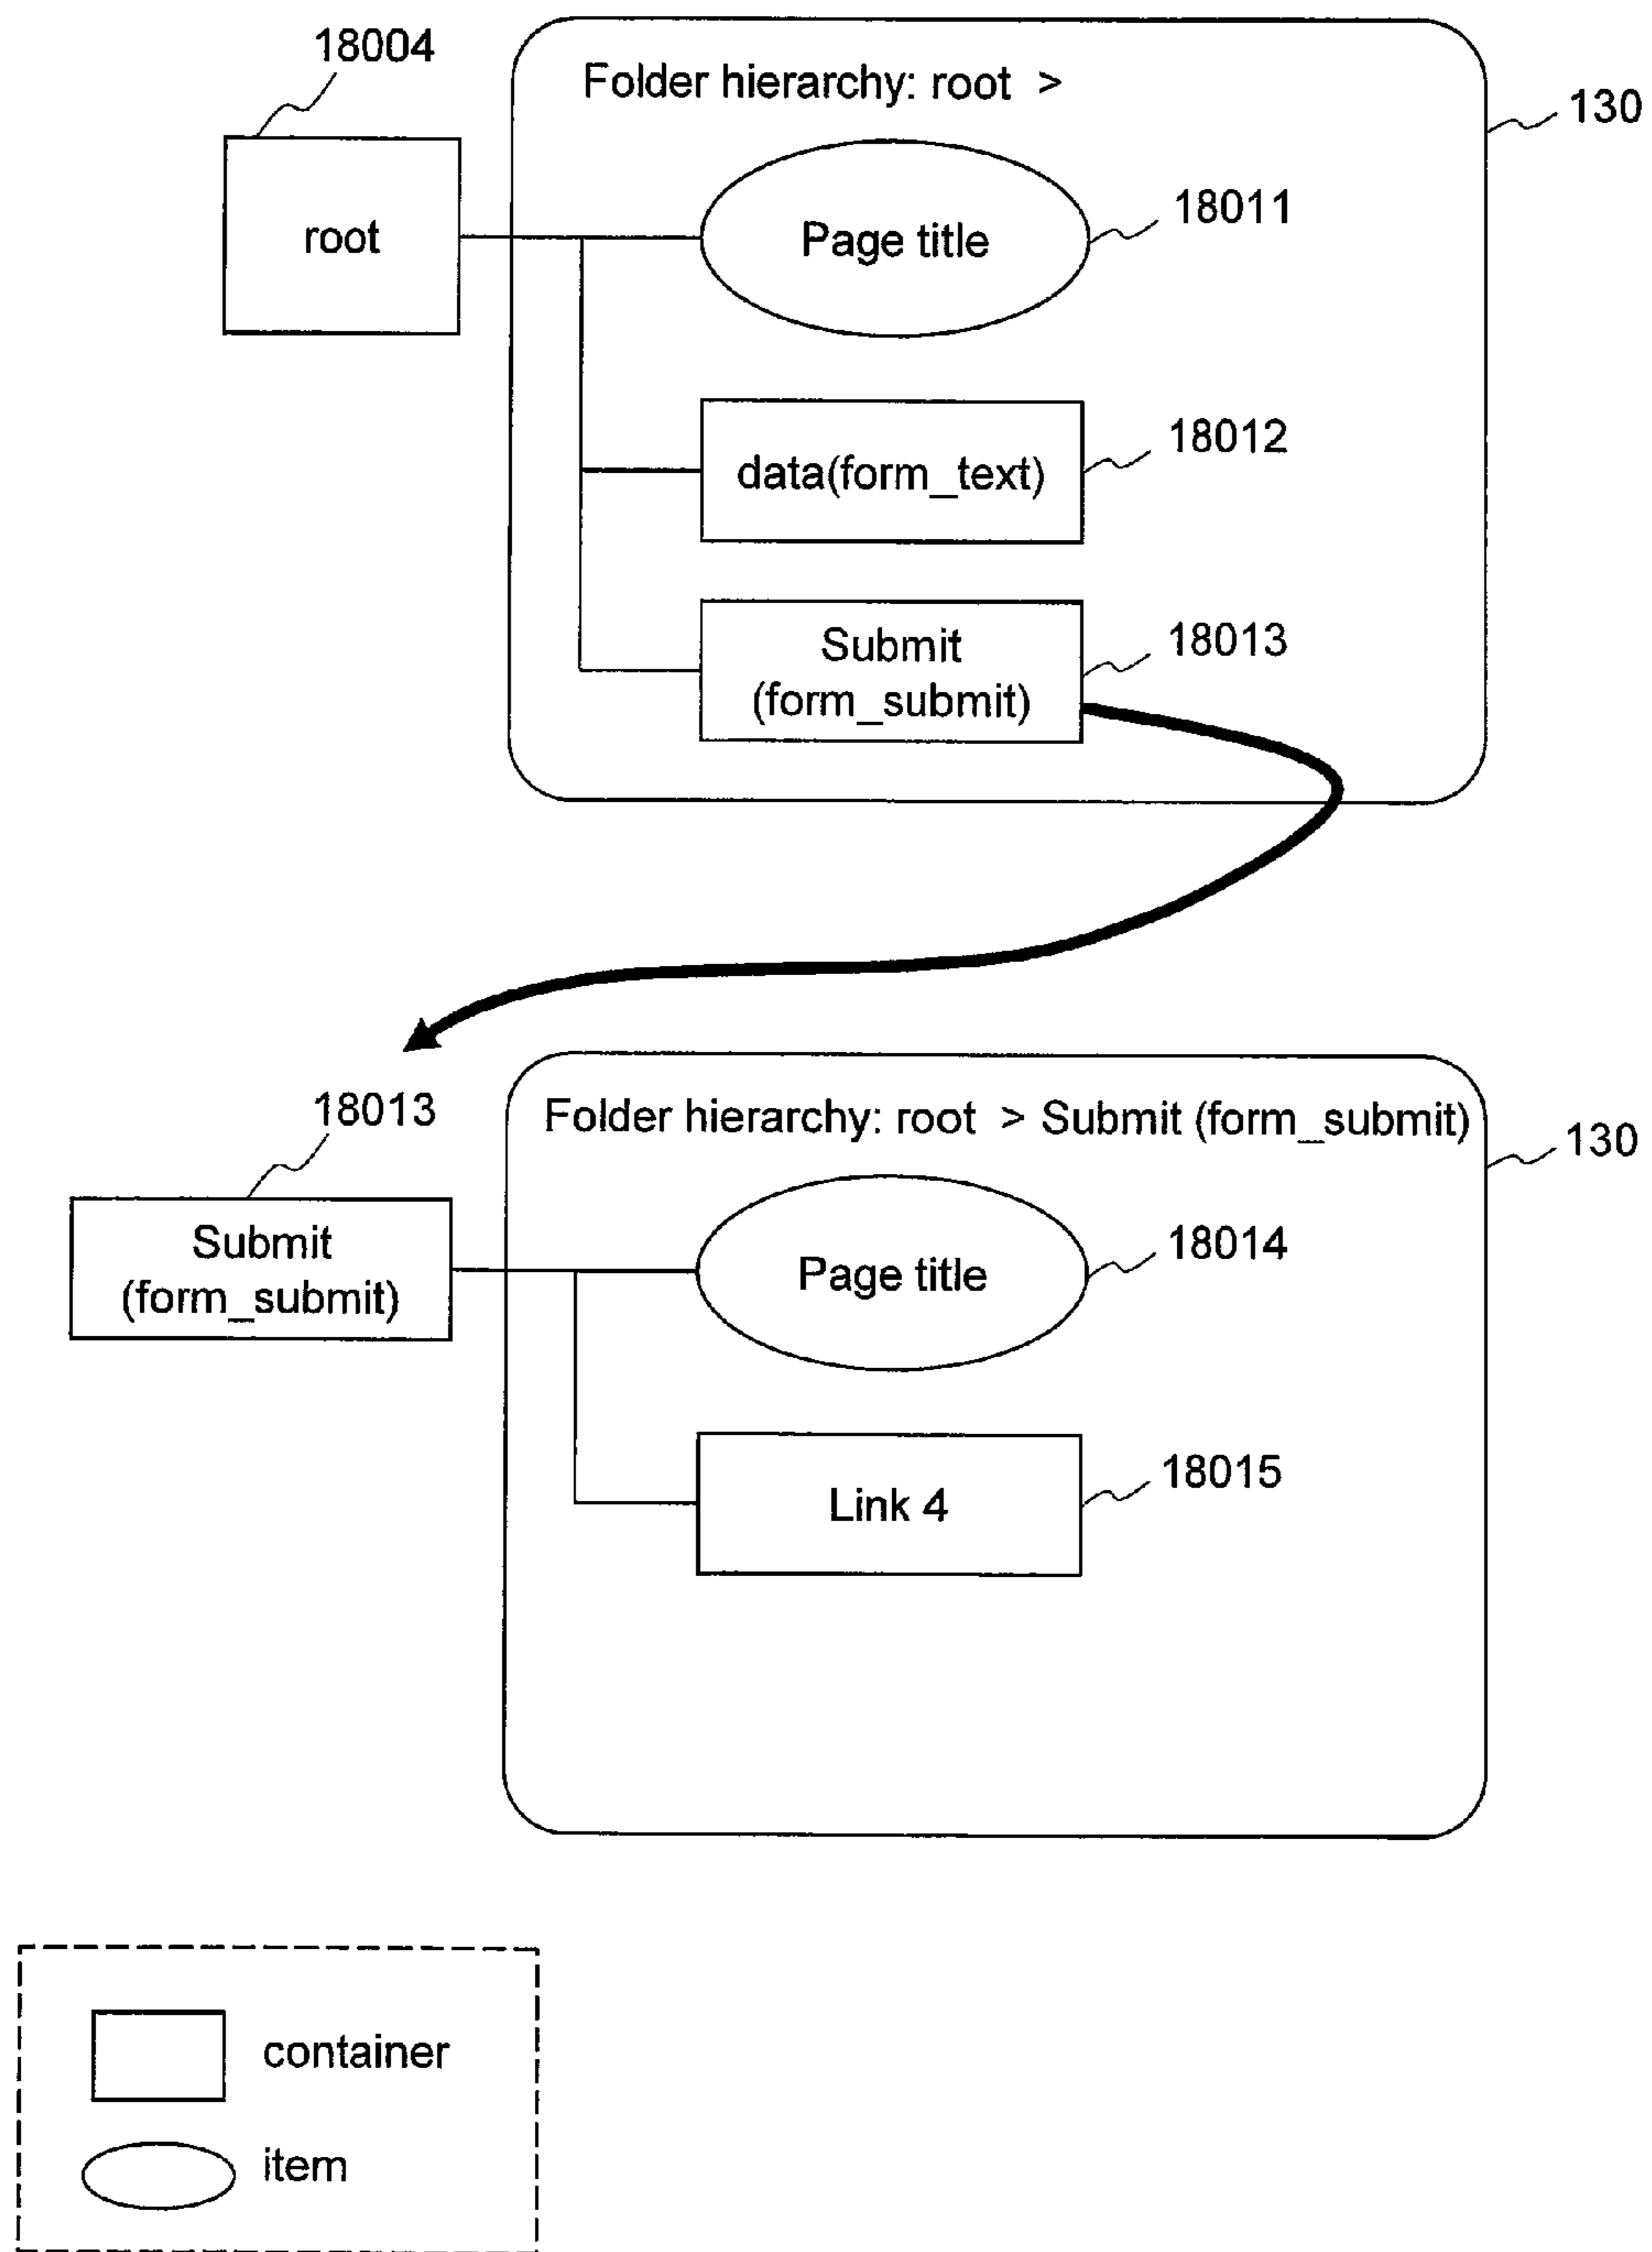 18004
Folder hierarchy: root >
130
root
Page title
18011
data(form_text)
18012
Submit
(form_submit)
18013
18013
Folder hierarchy: root > Submit (form_submit)
130
Submit
(form_submit)
Page title
18014
Link 4
18015
container
item